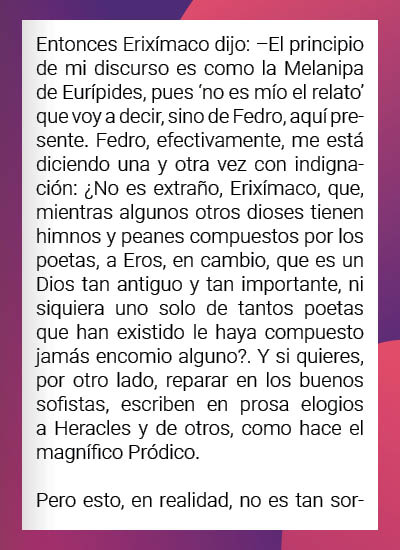 Entonces Erixímaco dijo: –El principio
de mi discurso es como la Melanipa
de Eurípides, pues ‘no es mío el relato’
que voy a decir, sino de Fedro, aquí pre-
sente. Fedro, efectivamente, me está
diciendo una y otra vez con indigna-
ción: ¿No es extraño, Erixímaco, que,
mientras algunos otros dioses tienen
himnos y peanes compuestos por los
poetas, a Eros, en cambio, que es un
Dios tan antiguo y tan importante, ni
siquiera uno solo de tantos poetas
que han existido le haya compuesto
jamás encomio alguno?. Y si quieres,
por otro lado, reparar en los buenos
sofistas, escriben en prosa elogios
a Heracles y de otros, como hace el
magnífico Pródico.
Pero esto, en realidad, no es tan sor-